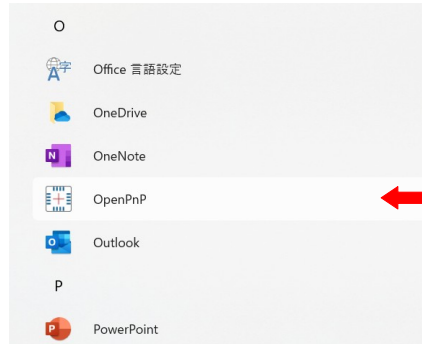 O
Office 言語設定
OneDrive
OneNote
OpenPnP
Outlook
P
PowerPoint